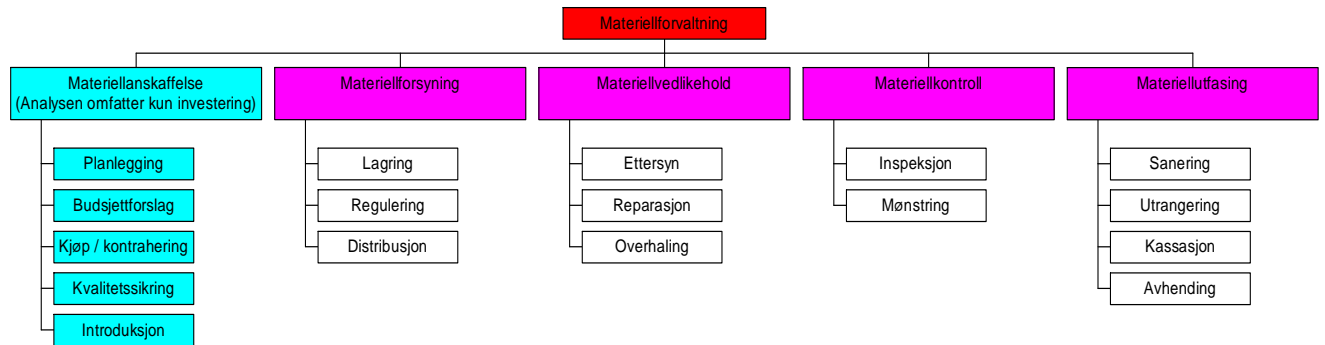 Materiellforvaltning
Materiellanskaffelse
(Analysen omfatter kun investering)
Planlegging
Budsjettforslag
Kjøp / kontrahering
Kvalitetssikring
Introduksjon
Materiellforsyning
Lagring
Regulering
Distribusjon
Materiellvedlikehold
Ettersyn
Reparasjon
Overhaling
Materiellkontroll
Inspeksjon
Mønstring
Materiellutfasing
Sanering
Utrangering
Kassasjon
Avhending